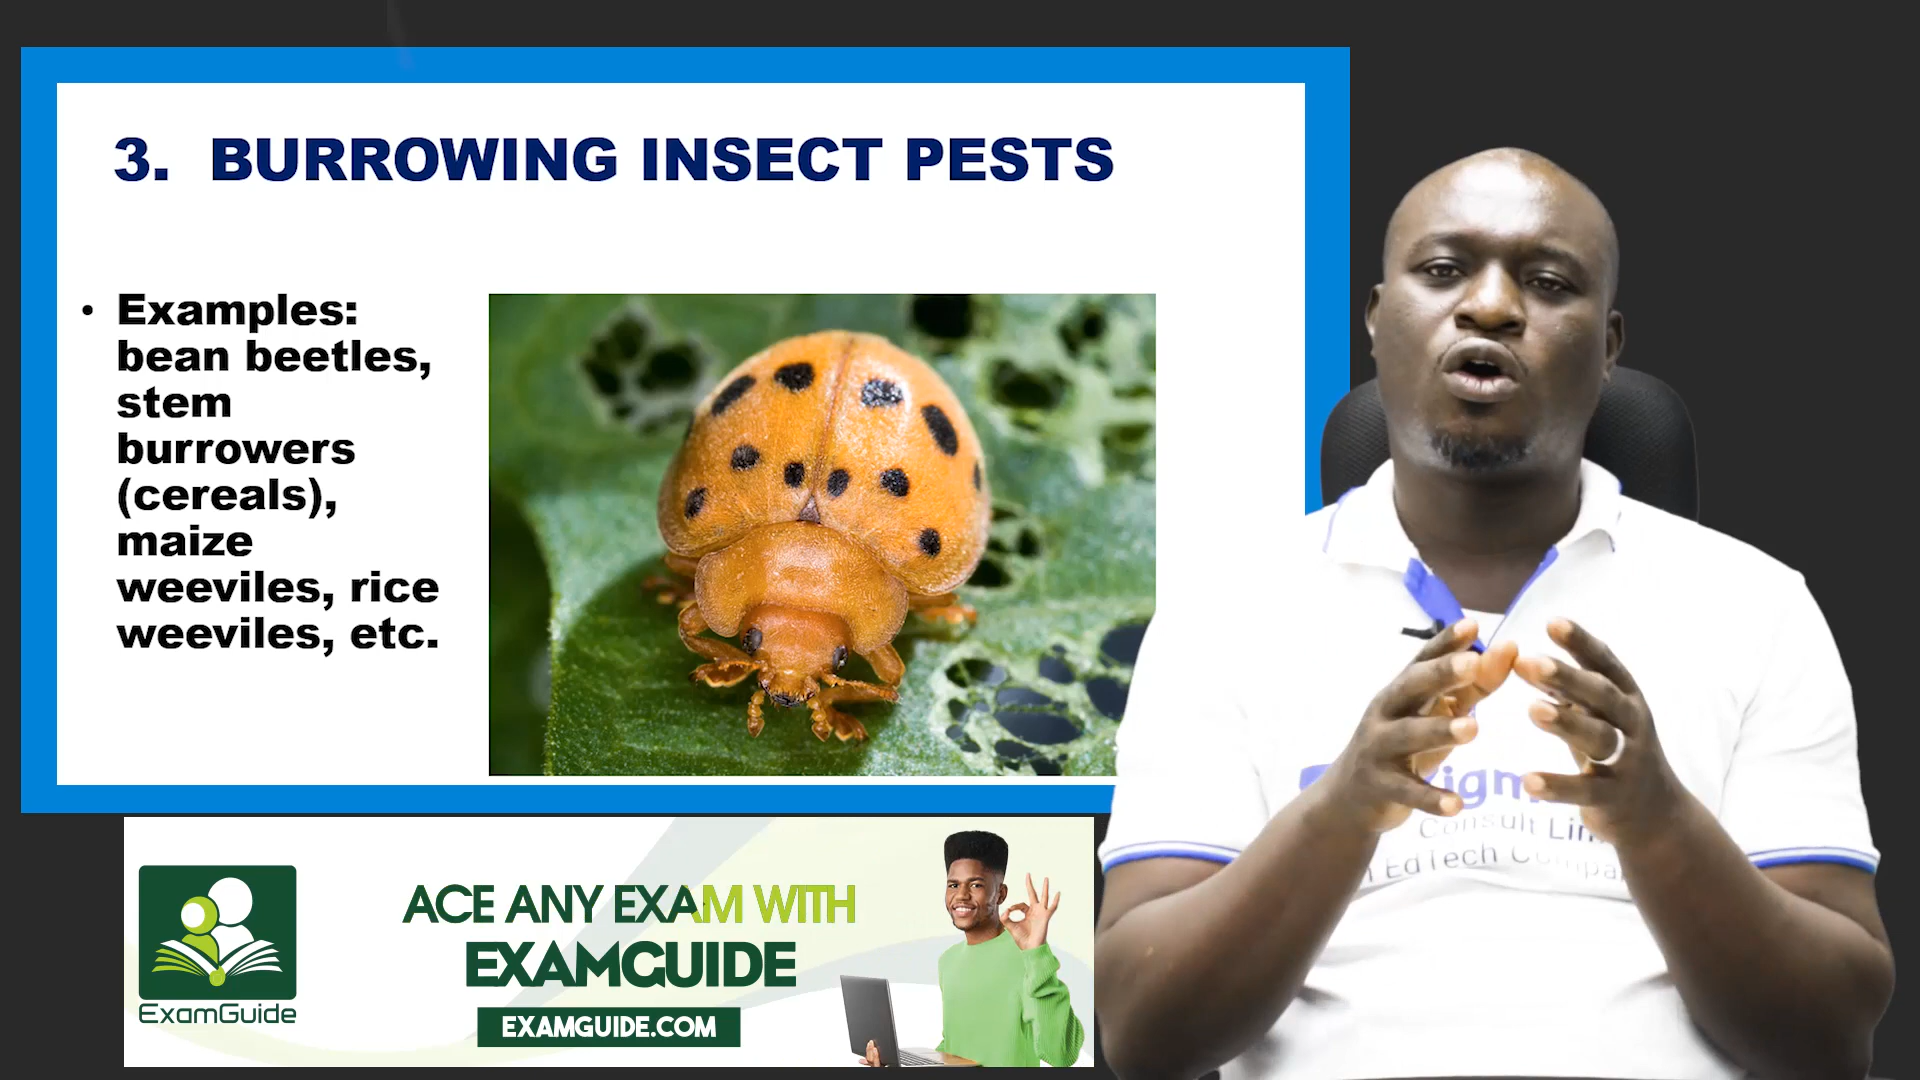 3. BURROWING INSECT PESTS
• Examples:
bean beetles,
stem
burrowers
(cereals),
maize
weeviles, rice
weeviles, etc.
ExamGuide
ACE ANY EXAM WITH
EXAMGUIDE
EXAMGUIDE.COM
Consult
EdTech